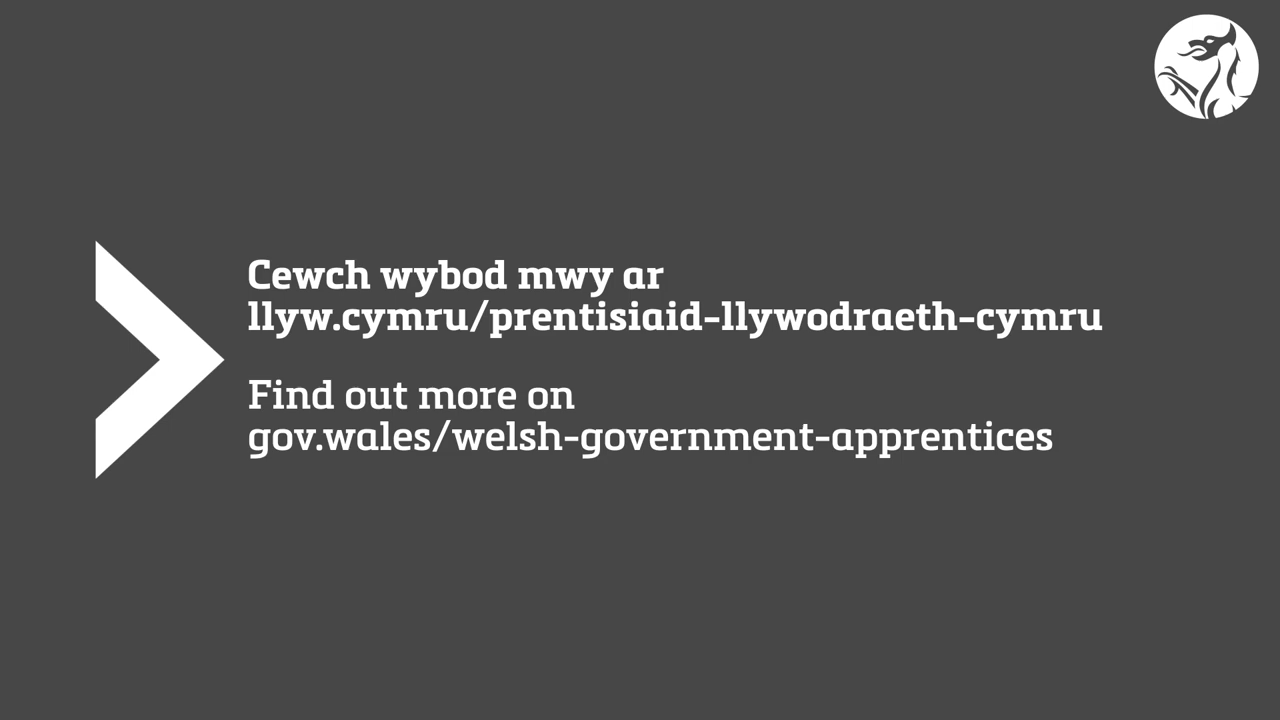 Cewch wybod mwy ar
llyw.cymru/prentisiaid-llywodraeth-cymru
Find out more on
gov.wales/welsh-government-apprentices